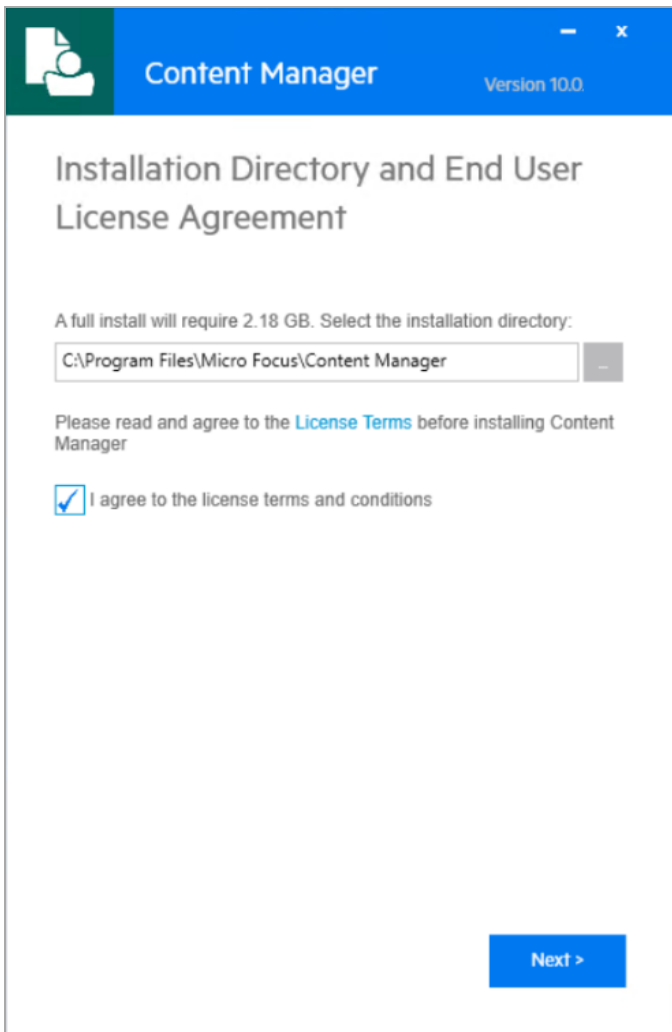 Content Manager
Version 10.0
Installation Directory and End User
License Agreement
A full install will require 2.18 GB. Select the installation directory:
C:\Program Files\Micro Focus\Content Manager
...
Please read and agree to the License Terms before installing Content
Manager
I agree to the license terms and conditions
Next >